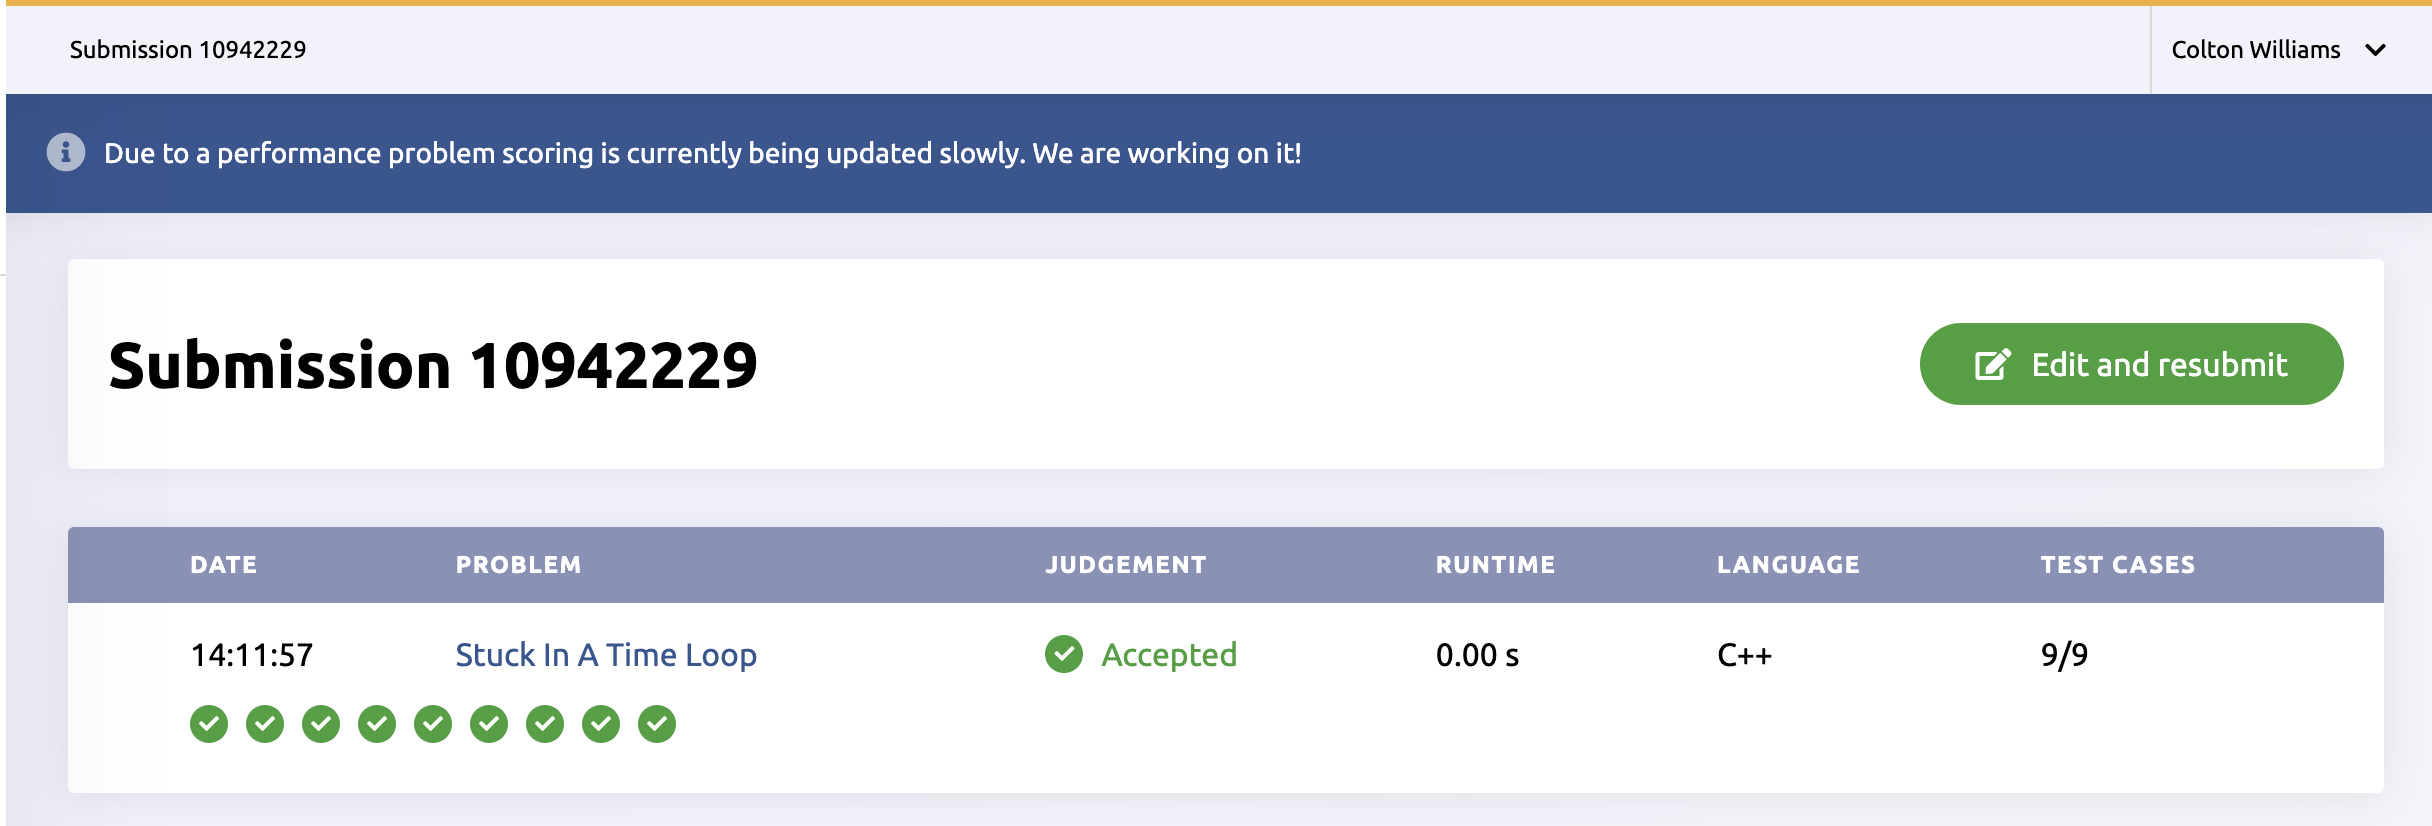 Submission 10942229
Colton Williams
Due to a performance problem scoring is currently being updated slowly. We are working on it!
Submission 10942229
Edit and resubmit
DATE PROBLEM JUDGEMENT RUNTIME LANGUAGE TEST CASES
14:11:57 Stuck In A Time Loop Accepted 0.00 s C++ 9/9